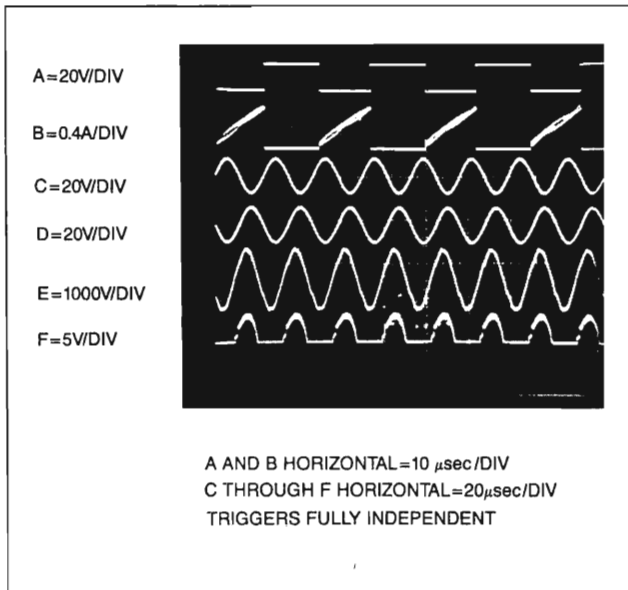 A=20V/DIV
B=0.4A/DIV
C=20V/DIV
D=20V/DIV
E=1000V/DIV
F=5V/DIV
A AND B HORIZONTAL=10 µsec/DIV
C THROUGH F HORIZONTAL=20µsec/DIV
TRIGGERS FULLY INDEPENDENT